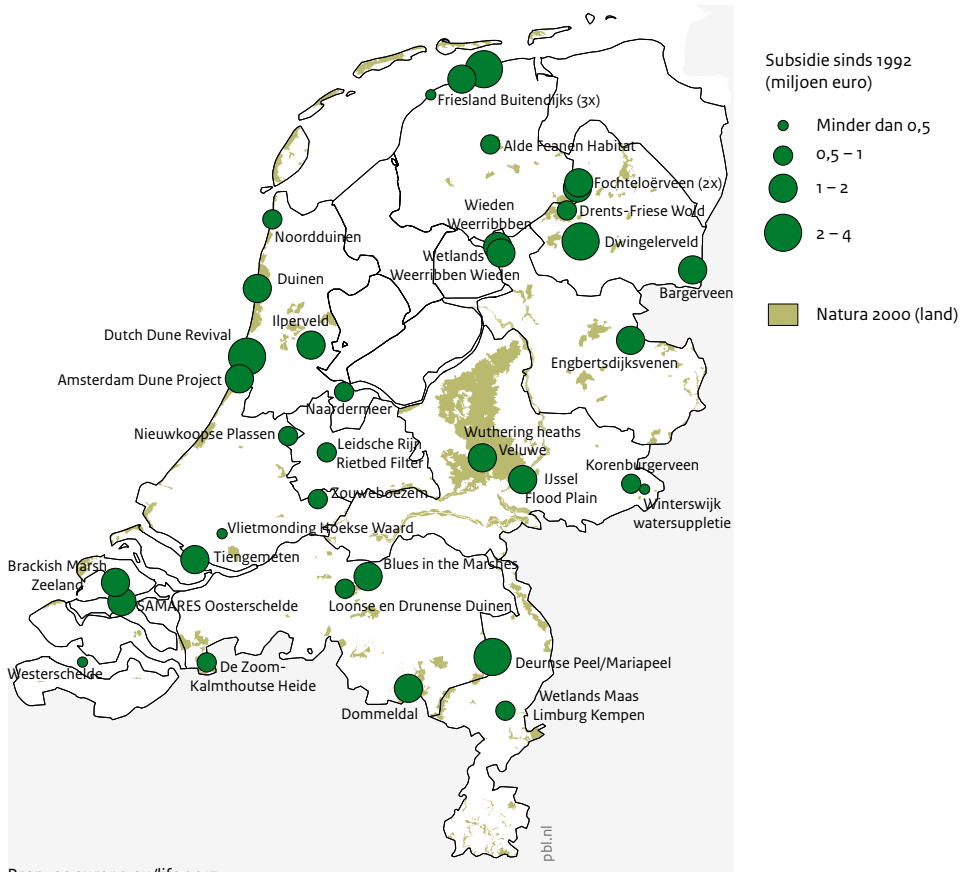 Subsidie sinds 1992
(miljoen euro)
Minder dan 0,5
0,5 – 1
1 – 2
2 – 4
Natura 2000 (land)
Friesland Buitendijks (3x)
Alde Feanen Habitat
Fochteloërveen (2x)
Wieden
Weerribbben
Drents-Friese Wold
Noordduinen
Wetlands
Weerribben Wieden
Dwingelerveld
Duinen
Bargerveen
Ilperveld
Dutch Dune Revival
Engbertsdijksvenen
Amsterdam Dune Project
Naardermeer
Nieuwkoopse Plassen
Leidsche Rijn
Rietbed Filter
Wuthering heaths
Veluwe
Korenburgerveen
IJssel
Flood Plain
Zouweboezem
Winterswijk
watersuppletie
Vlietmonding Hoekse Waard
Tiengemeten
Brackish Marsh
Zeeland
Blues in the Marshes
SAMARES Oosterschelde
Loonse en Drunense Duinen
Westerschelde
De Zoom-
Kalmthoutse Heide
Deurnse Peel/Mariapeel
Dommeldal
Wetlands Maas
Limburg Kempen
pbl.nl